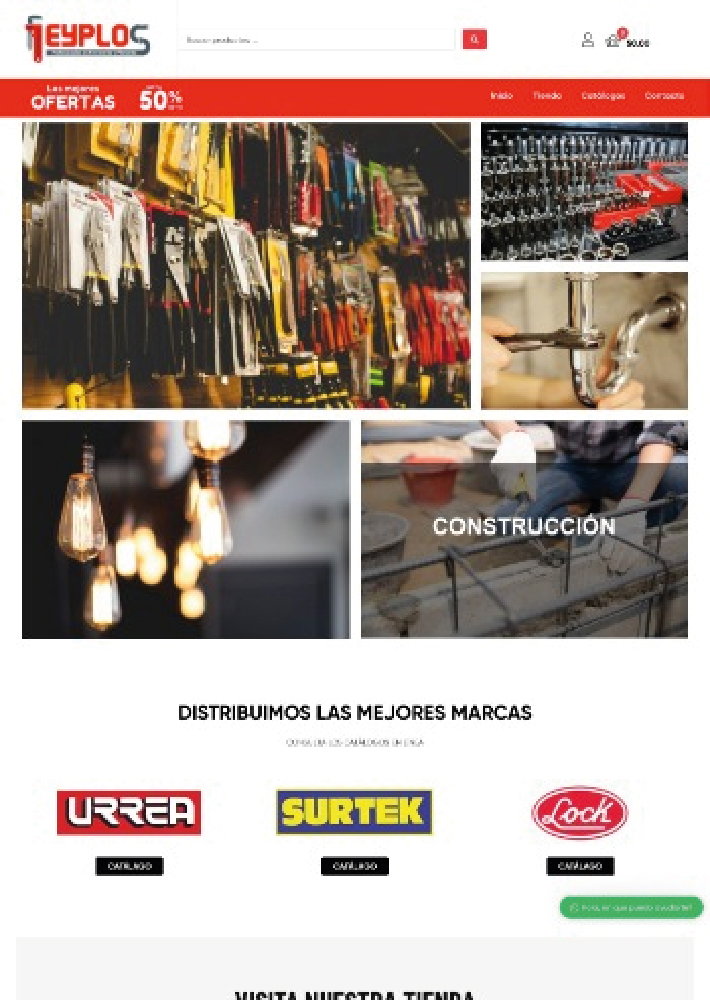 FEYPLOS
Buscar productos ...
0
$0.00
Las mejores
OFERTAS
50%
Inicio
Tienda
Catálogos
Contacto
CONSTRUCCIÓN
DISTRIBUIMOS LAS MEJORES MARCAS
CONSULTA LOS CATÁLOGOS EN LÍNEA
URREA
SURTEK
Lock
CATÁLAGO
CATÁLAGO
CATÁLAGO
Hola, en que puedo ayudarte?
VISITA NUESTRA TIENDA